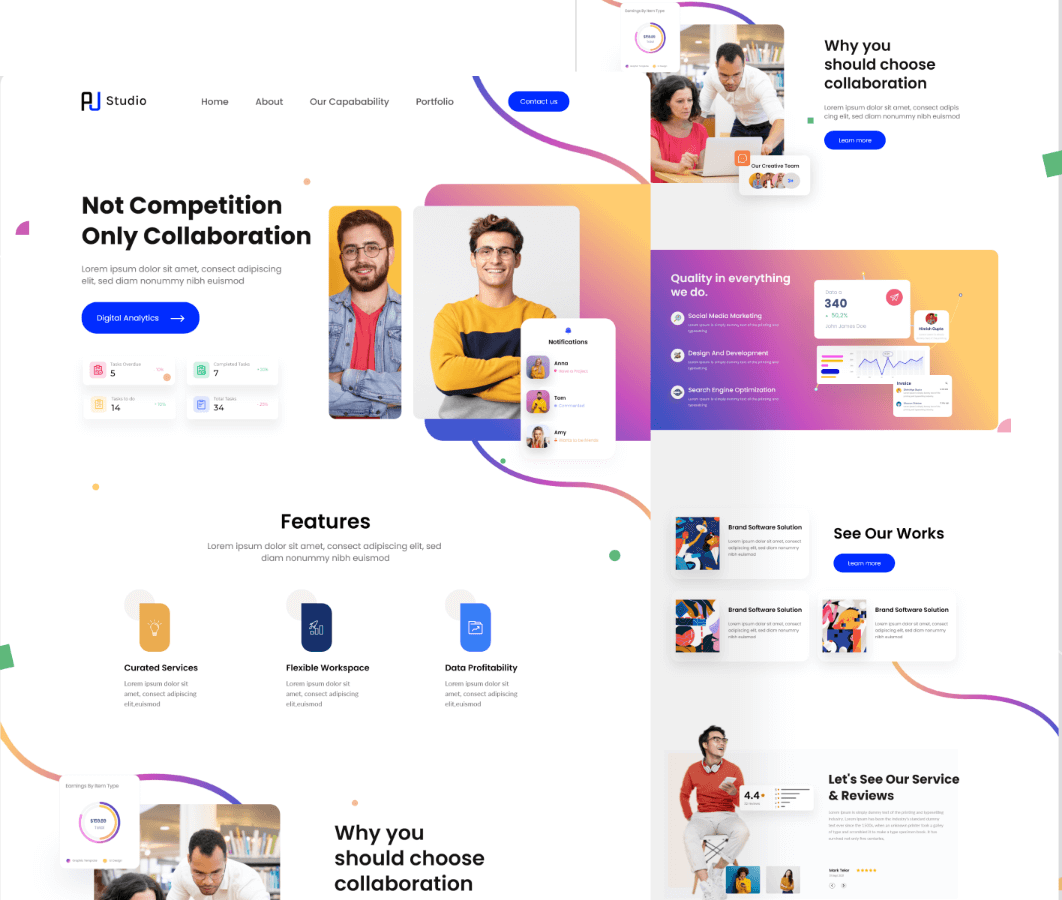 AJ Studio
Home
About
Our Capabability
Portfolio
Contact us
Not Competition
Only Collaboration
Lorem ipsum dolor sit amet, consect adipiscing
elit, sed diam nonummy nibh euismod
Digital Analytics
Tasks Overdue
5
Completed Tasks
7
Tasks to do
14
Total Tasks
34
Notifications
Anna
Tom
Amy
Features
Lorem ipsum dolor sit amet, consect adipiscing elit, sed
diam nonummy nibh euismod
Curated Services
Lorem ipsum dolor sit
amet, consect adipiscing
elit,euismod
Flexible Workspace
Lorem ipsum dolor sit
amet, consect adipiscing
elit,euismod
Data Profitability
Lorem ipsum dolor sit
amet, consect adipiscing
elit,euismod
Earnings By Item Type
Why you
should choose
collaboration
Earnings By Item Type
Why you
should choose
collaboration
Lorem ipsum dolor sit amet, consect adipis
cing elit, sed diam nonummy nibh euismod
Learn more
Our Creative Team
Quality in everything
we do.
Social Media Marketing
Design And Development
Search Engine Optimization
340
50,2%
John James Doe
Invoice
Brand Software Solution
Lorem ipsum dolor sit amet, consect
adipiscing elit, sed diam nonummy
nibh euismod
See Our Works
Learn more
Brand Software Solution
Lorem ipsum dolor sit amet, consect
adipiscing elit, sed diam nonummy
nibh euismod
Brand Software Solution
Lorem ipsum dolor sit amet, consect
adipiscing elit, sed diam nonummy
nibh euismod
4.4
Let's See Our Service
& Reviews